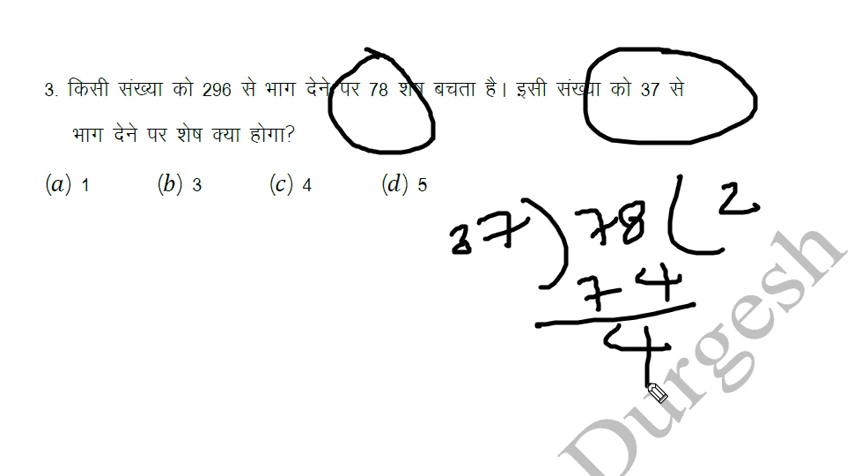 3. किसी संख्या को 296 से भाग देने पर 78 शेष बचता है। इसी संख्या को 37 से
भाग देने पर शेष क्या होगा?
(a) 1 (b) 3 (c) 4 (d) 5
37) 78 ( 2
74
4
Durgesh